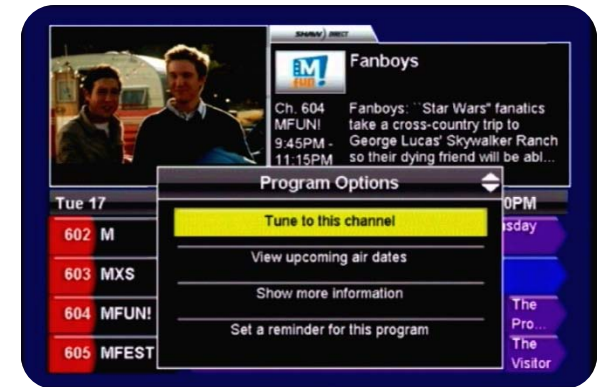 SHAW) DIRECT
M
FUN!
Fanboys
Ch. 604
MFUN!
9:45PM -
11:15PM
Fanboys: ``Star Wars" fanatics
take a cross-country trip to
George Lucas' Skywalker Ranch
so their dying friend will be abl...
Program Options
Tune to this channel
View upcoming air dates
Show more information
Set a reminder for this program
Tue 17
0PM
602 M
sday
603 MXS
604 MFUN!
The
Pro...
605 MFEST
The
Visitor